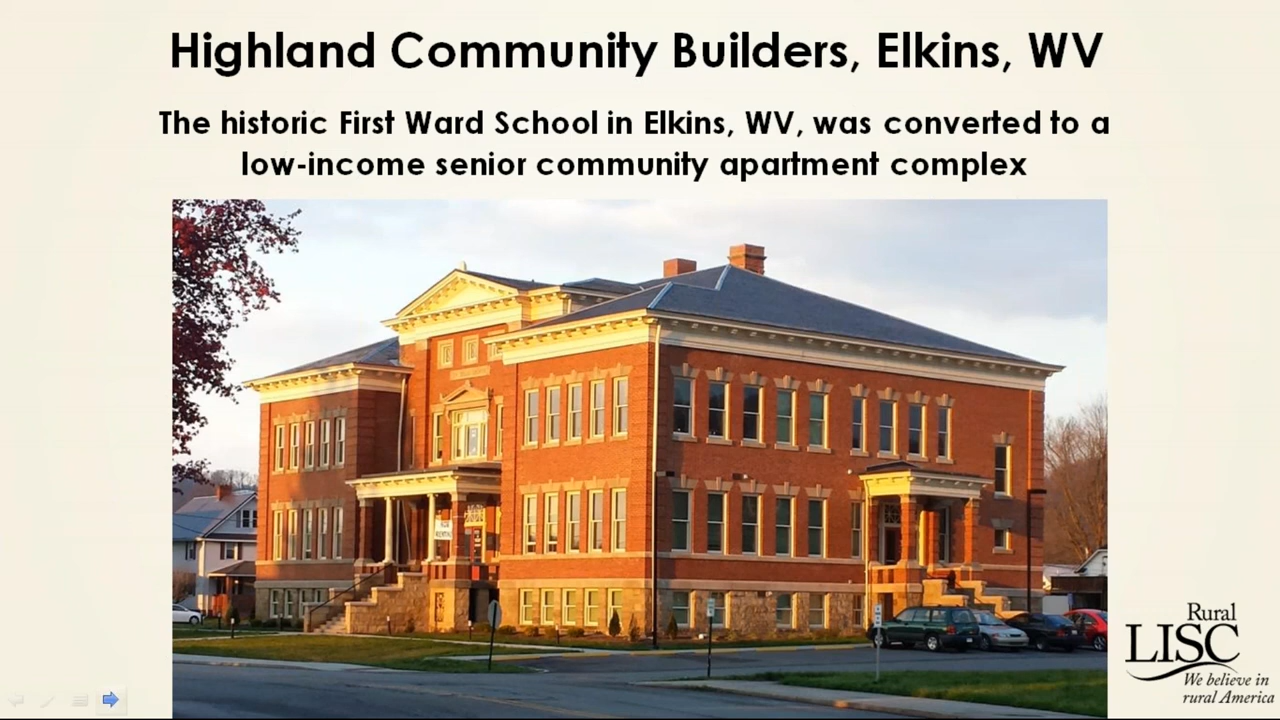 Highland Community Builders, Elkins, WV
The historic First Ward School in Elkins, WV, was converted to a
low-income senior community apartment complex
FOR
Rural
LISC
We believe in
rural America